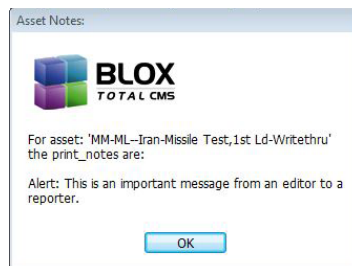 Asset Notes:
BLOX
TOTAL CMS
For asset: 'MM-ML--Iran-Missile Test,1st Ld-Writethru'
the print_notes are:
Alert: This is an important message from an editor to a
reporter.
OK